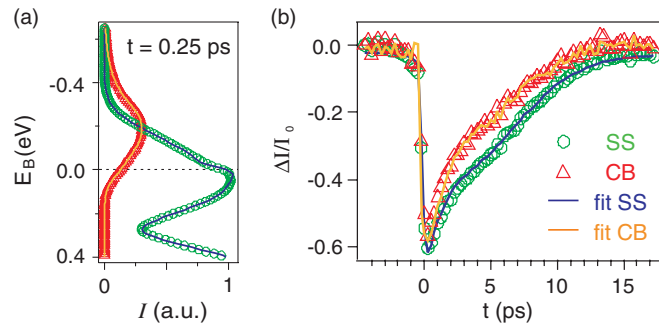 (a)
t = 0.25 ps
E_B (eV)
-0.4
0.0
0.4
0
1
I (a.u.)
(b)
ΔI/I_0
0.0
-0.2
-0.4
-0.6
SS
CB
fit SS
fit CB
0
5
10
15
t (ps)